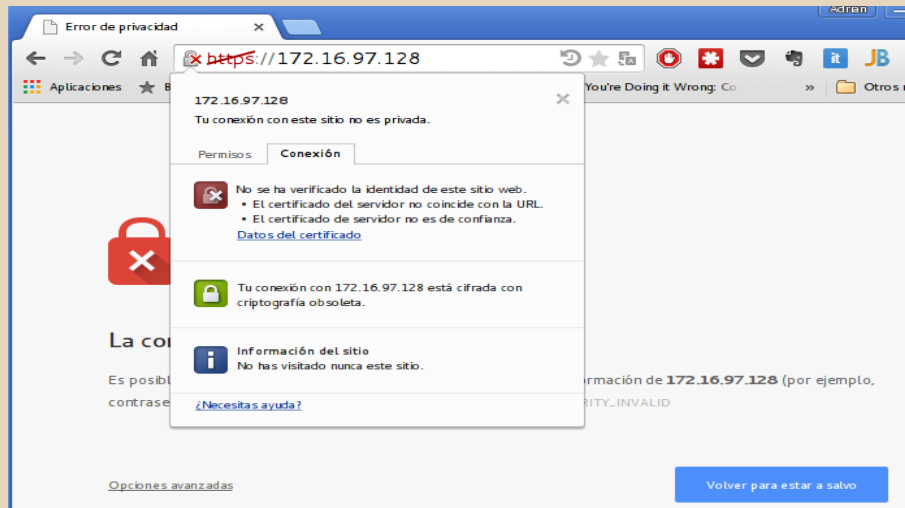 Adrian
Error de privacidad
https://172.16.97.128
Aplicaciones
You're Doing it Wrong: Co
»
Otros
172.16.97.128
Tu conexión con este sitio no es privada.
Permisos
Conexión
No se ha verificado la identidad de este sitio web.
• El certificado del servidor no coincide con la URL.
• El certificado de servidor no es de confianza.
Datos del certificado
Tu conexión con 172.16.97.128 está cifrada con
criptografía obsoleta.
Información del sitio
No has visitado nunca este sitio.
¿Necesitas ayuda?
La co
Es posibl
rmación de 172.16.97.128 (por ejemplo,
contrase
RITY_INVALID
Opciones avanzadas
Volver para estar a salvo
it
JB